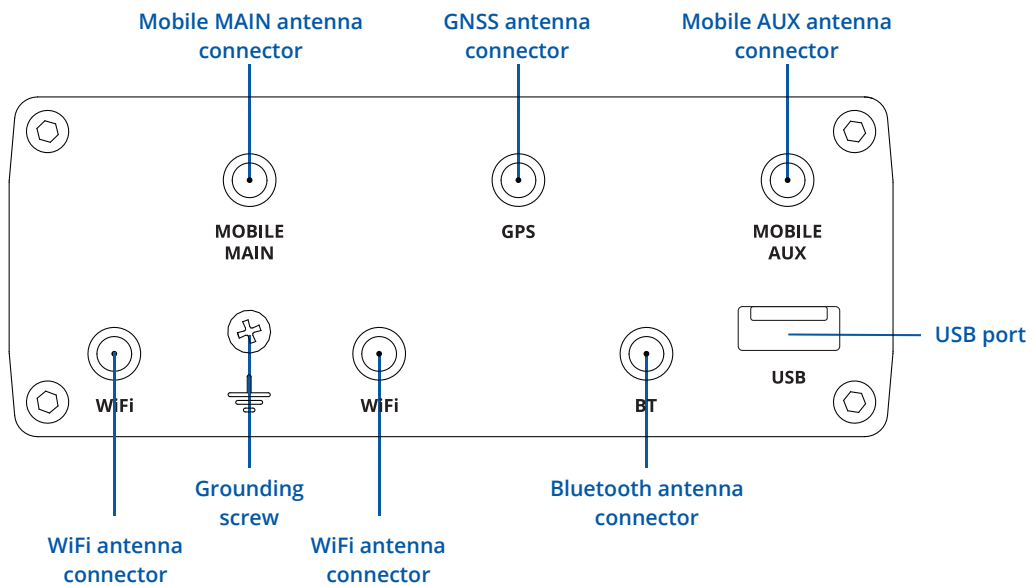 Mobile MAIN antenna
connector
GNSS antenna
connector
Mobile AUX antenna
connector
MOBILE
MAIN
GPS
MOBILE
AUX
USB port
USB
WiFi
WiFi
BT
Grounding
screw
Bluetooth antenna
connector
WiFi antenna
connector
WiFi antenna
connector